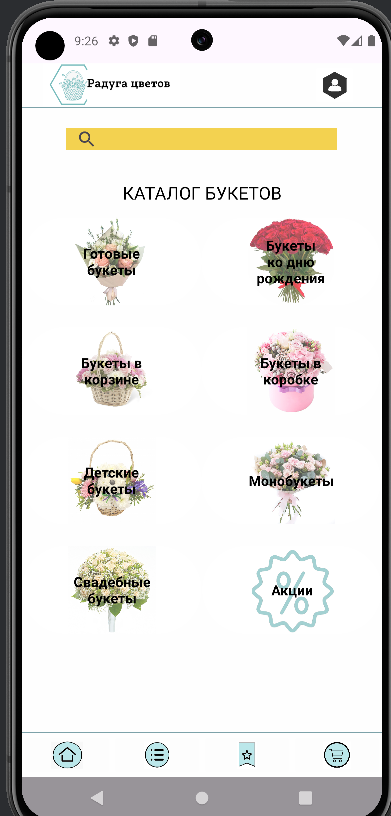 9:26
Радуга цветов
КАТАЛОГ БУКЕТОВ
Готовые
букеты
Букеты
ко дню
рождения
Букеты в
корзине
Букеты в
коробке
Детские
букеты
Монобукеты
Свадебные
букеты
%
Акции